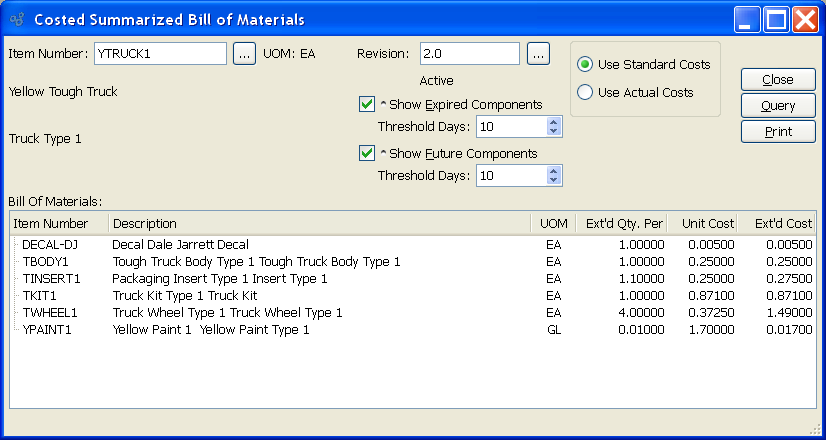 Costed Summarized Bill of Materials
Item Number: YTRUCK1 ... UOM: EA Revision: 2.0 ...
Active
Yellow Tough Truck
Truck Type 1
^ Show Expired Components
Threshold Days: 10
^ Show Future Components
Threshold Days: 10
Use Standard Costs
Use Actual Costs
Close
Query
Print
Bill Of Materials:
Item Number Description UOM Ext'd Qty. Per Unit Cost Ext'd Cost
DECAL-DJ Decal Dale Jarrett Decal EA 1.00000 0.00500 0.00500
TBODY1 Tough Truck Body Type 1 Tough Truck Body Type 1 EA 1.00000 0.25000 0.25000
TINSERT1 Packaging Insert Type 1 Insert Type 1 EA 1.10000 0.25000 0.27500
TKIT1 Truck Kit Type 1 Truck Kit EA 1.00000 0.87100 0.87100
TWHEEL1 Truck Wheel Type 1 Truck Wheel Type 1 EA 4.00000 0.37250 1.49000
YPAINT1 Yellow Paint 1 Yellow Paint Type 1 GL 0.01000 1.70000 0.01700